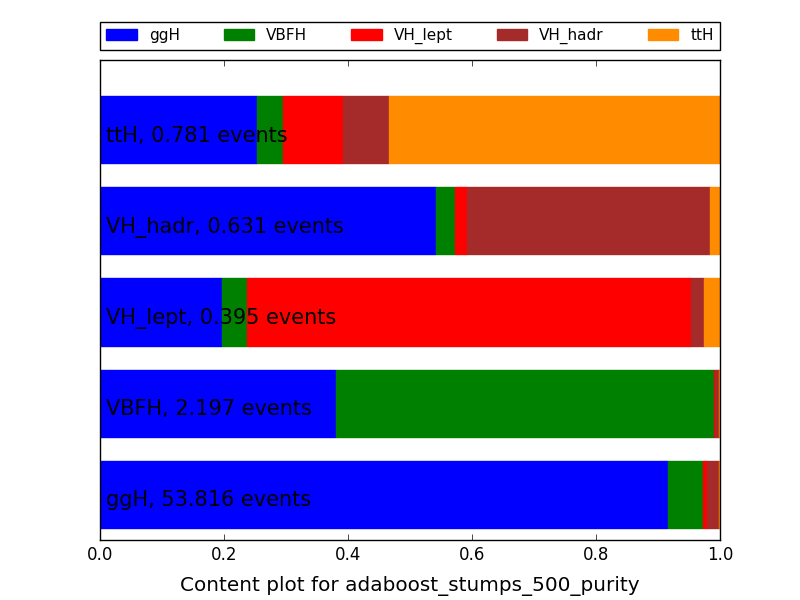 ggH VBFH VH_lept VH_hadr ttH
ttH, 0.781 events
VH_hadr, 0.631 events
VH_lept, 0.395 events
VBFH, 2.197 events
ggH, 53.816 events
0.0 0.2 0.4 0.6 0.8 1.0
Content plot for adaboost_stumps_500_purity